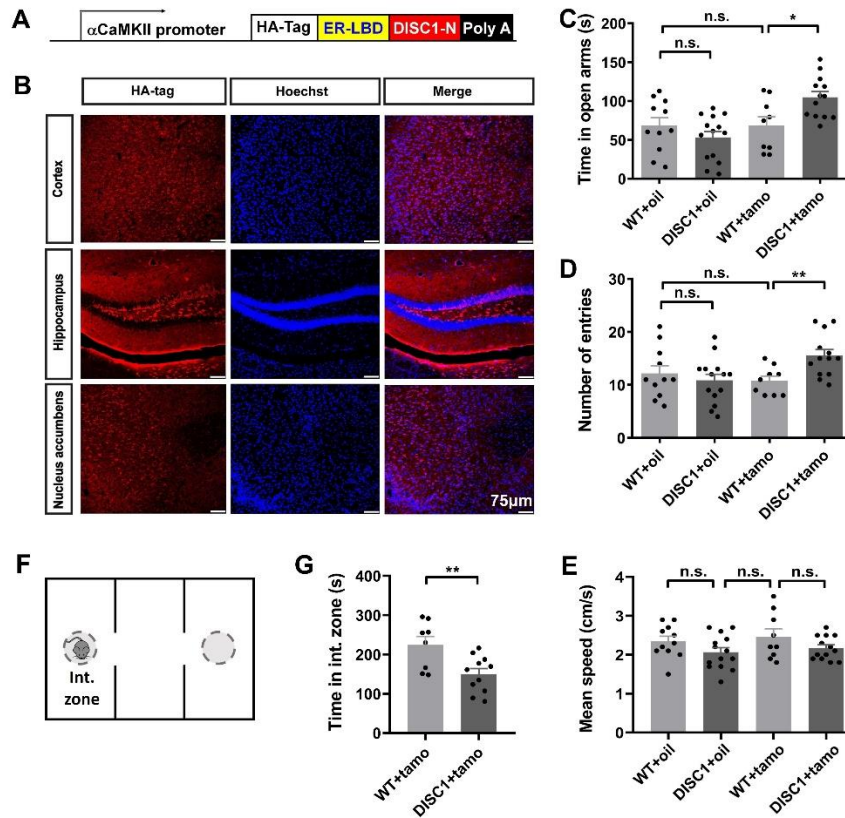 A
αCaMKII promoter
HA-Tag ER-LBD DISC1-N Poly A
B
HA-tag Hoechst Merge
Cortex
Hippocampus
Nucleus accumbens
75µm
C
Time in open arms (s)
200
150
100
50
0
n.s.
*
n.s.
WT+oil
DISC1+oil
WT+tamo
DISC1+tamo
D
Number of entries
30
20
10
0
n.s.
**
n.s.
WT+oil
DISC1+oil
WT+tamo
DISC1+tamo
F
Int.
zone
G
Time in int. zone (s)
400
300
200
100
0
**
WT+tamo
DISC1+tamo
E
Mean speed (cm/s)
4
3
2
1
0
n.s.
n.s.
n.s.
WT+oil
DISC1+oil
WT+tamo
DISC1+tamo